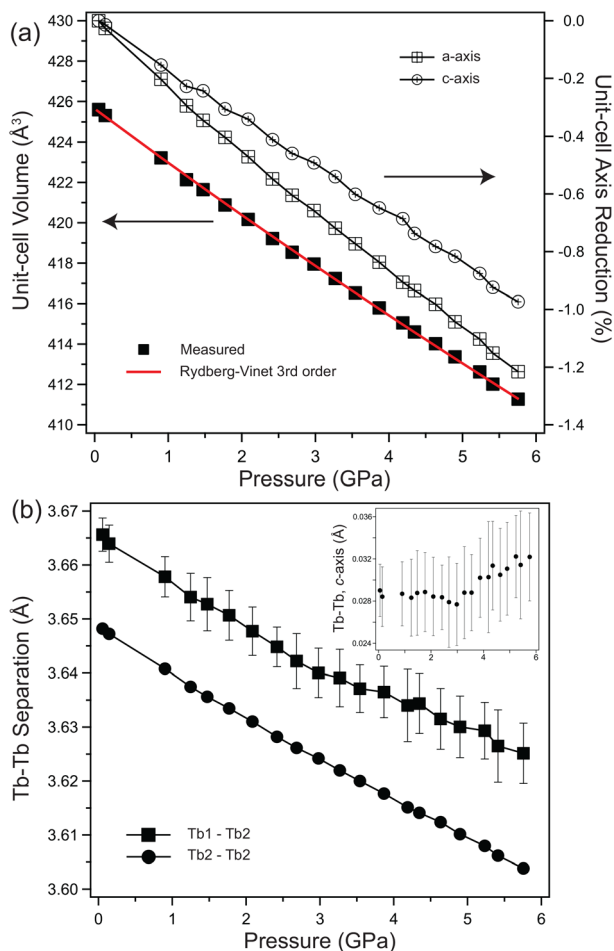 (a)
430
428
426
424
422
420
418
416
414
412
410
Unit-cell Volume (Å³)
0.0
-0.2
-0.4
-0.6
-0.8
-1.0
-1.2
-1.4
Unit-cell Axis
Reduction (%)
a-axis
c-axis
Measured
Rydberg-Vinet 3rd order
0 1 2 3 4 5 6
Pressure (GPa)
(b)
3.67
3.66
3.65
3.64
3.63
3.62
3.61
3.60
Tb-Tb Separation (Å)
0.036
0.032
0.028
0.024
Tb-Tb, c-axis (Å)
0 1 2 3 4 5 6
Tb1 - Tb2
Tb2 - Tb2
0 1 2 3 4 5 6
Pressure (GPa)